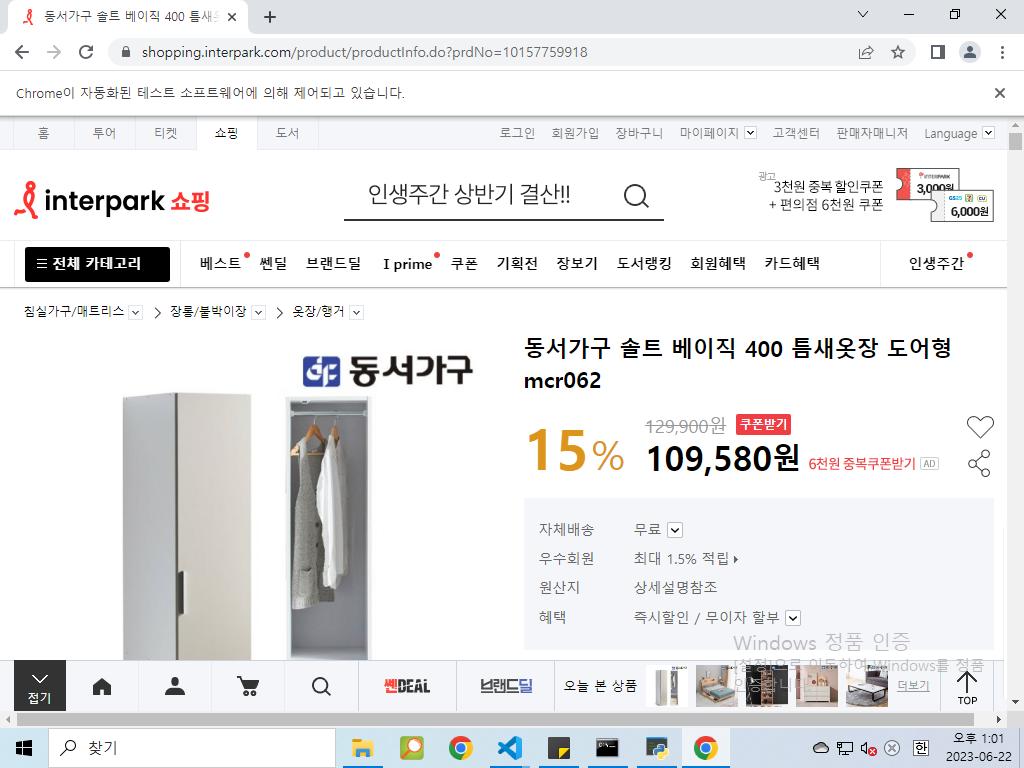 동서가구 솔트 베이직 400 틈새옷
shopping.interpark.com/product/productInfo.do?prdNo=10157759918
Chrome이 자동화된 테스트 소프트웨어에 의해 제어되고 있습니다.
홈 투어 티켓 쇼핑 도서 로그인 회원가입 장바구니 마이페이지 고객센터 판매자매니저 Language
interpark 쇼핑
인생주간 상반기 결산!!
광고
3천원 중복 할인쿠폰
+ 편의점 6천원 쿠폰
INTERPARK
3,000원
GS25 CU
6,000원
전체 카테고리 베스트 쎈딜 브랜드딜 I prime 쿠폰 기획전 장보기 도서랭킹 회원혜택 카드혜택 인생주간
침실가구/매트리스 > 장롱/붙박이장 > 옷장/행거
동서가구
동서가구 솔트 베이직 400 틈새옷장 도어형
mcr062
15% 129,900원 쿠폰받기
109,580원 6천원 중복쿠폰받기 AD
자체배송 무료
우수회원 최대 1.5% 적립
원산지 상세설명참조
혜택 즉시할인 / 무이자 할부
Windows 정품 인증
[설정]으로 이동하여 Windows를 정품
인증합니다.
접기 쎈DEAL 브랜드딜 오늘 본 상품 더보기 TOP
찾기
한
오후 1:01
2023-06-22